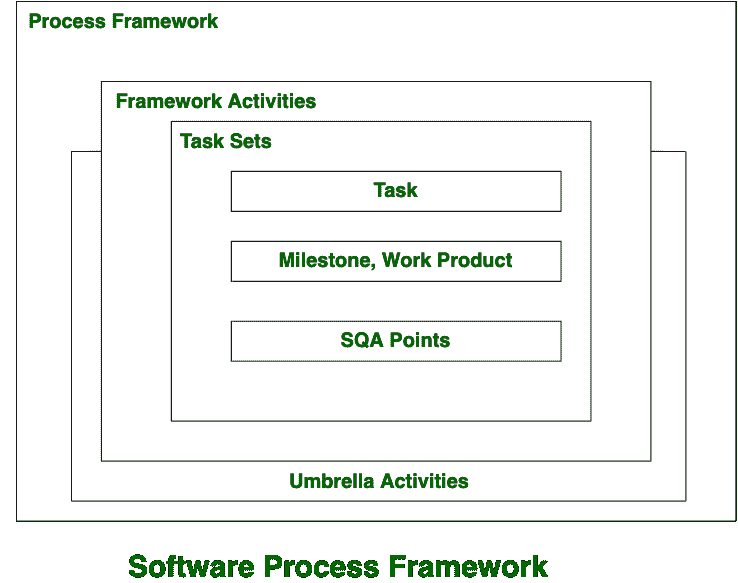 Process Framework
Framework Activities
Task Sets
Task
Milestone, Work Product
SQA Points
Umbrella Activities
Software Process Framework